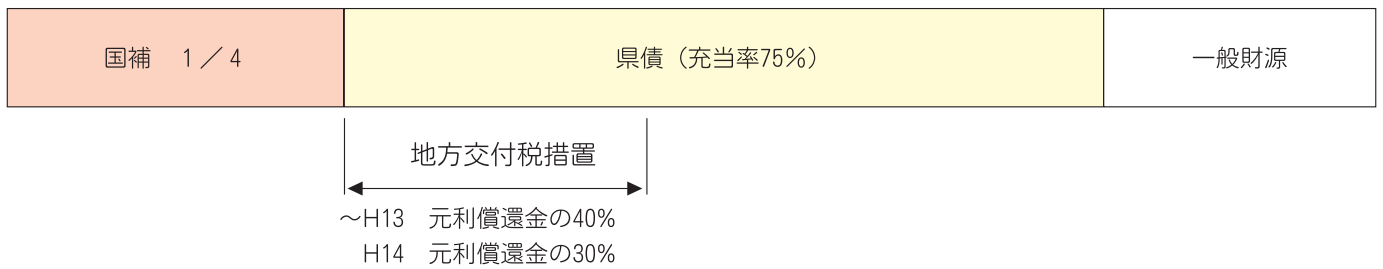 国補　1／4
県債（充当率75%）
一般財源
地方交付税措置
～H13　元利償還金の40%
H14　元利償還金の30%